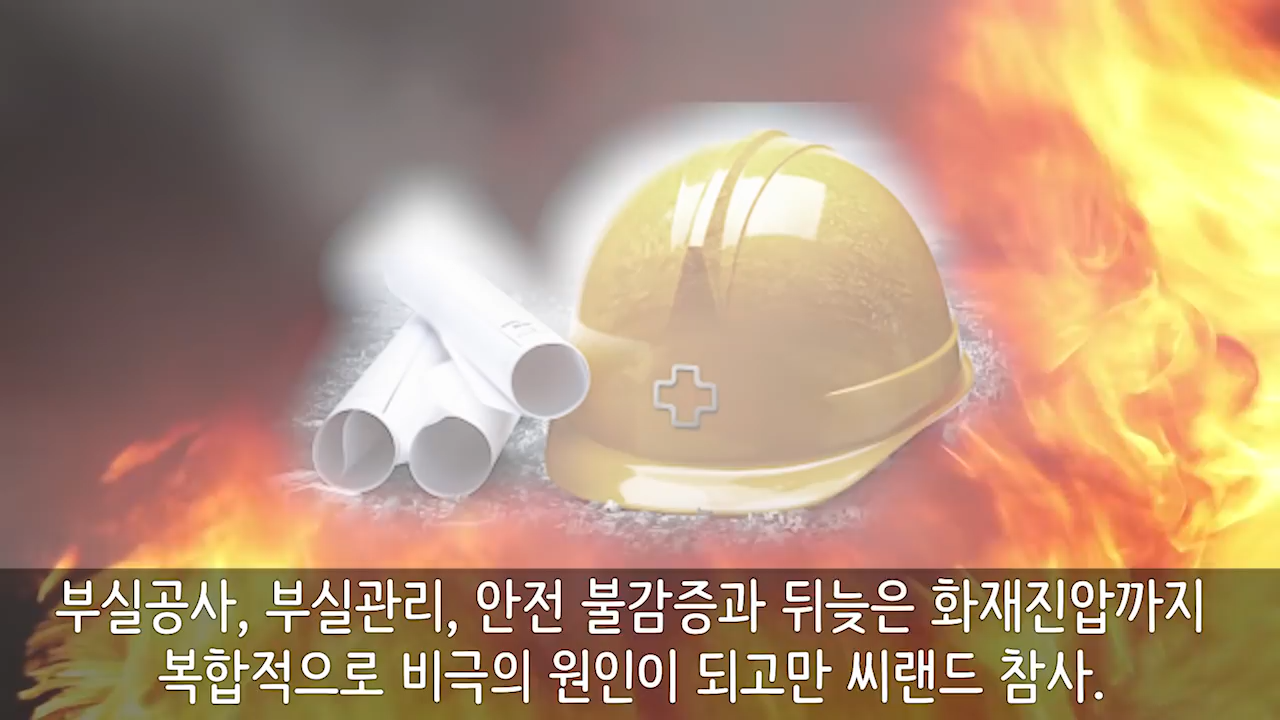 부실공사, 부실관리, 안전 불감증과 뒤늦은 화재진압까지
복합적으로 비극의 원인이 되고만 씨랜드 참사.